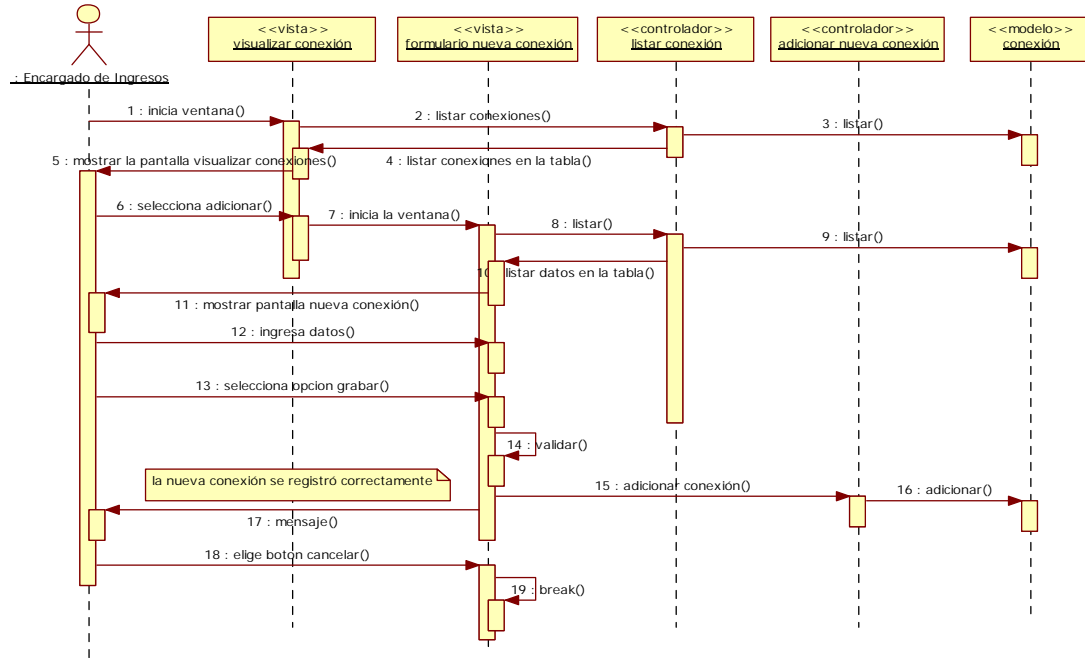 <<vista>>
visualizar conexión
<<vista>>
formulario nueva conexión
<<controlador>>
listar conexión
<<controlador>>
adicionar nueva conexión
<<modelo>>
conexión
: Encargado de Ingresos
1 : inicia ventana()
2 : listar conexiones()
3 : listar()
4 : listar conexiones en la tabla()
5 : mostrar la pantalla visualizar conexiones()
6 : selecciona adicionar()
7 : inicia la ventana()
8 : listar()
9 : listar()
10 : listar datos en la tabla()
11 : mostrar pantalla nueva conexión()
12 : ingresa datos()
13 : selecciona opcion grabar()
14 : validar()
la nueva conexión se registró correctamente
15 : adicionar conexión()
16 : adicionar()
17 : mensaje()
18 : elige boton cancelar()
19 : break()